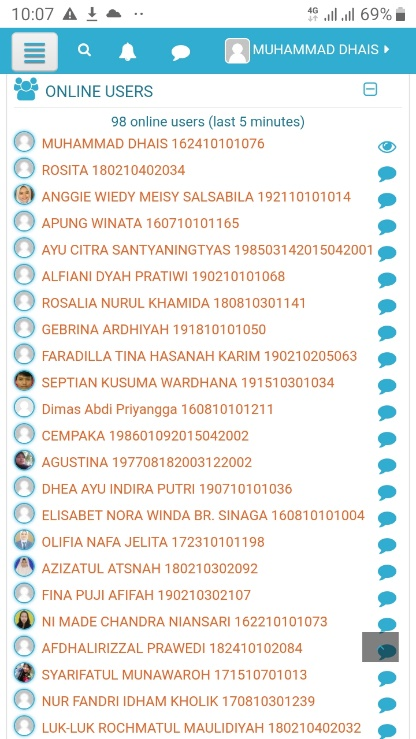 10:07
4G
69%
MUHAMMAD DHAIS
ONLINE USERS
98 online users (last 5 minutes)
MUHAMMAD DHAIS 162410101076
ROSITA 180210402034
ANGGIE WIEDY MEISY SALSABILA 192110101014
APUNG WINATA 160710101165
AYU CITRA SANTYANINGTYAS 198503142015042001
ALFIANI DYAH PRATIWI 190210101068
ROSALIA NURUL KHAMIDA 180810301141
GEBRINA ARDHIYAH 191810101050
FARADILLA TINA HASANAH KARIM 190210205063
SEPTIAN KUSUMA WARDHANA 191510301034
Dimas Abdi Priyangga 160810101211
CEMPAKA 198601092015042002
AGUSTINA 197708182003122002
DHEA AYU INDIRA PUTRI 190710101036
ELISABET NORA WINDA BR. SINAGA 160810101004
OLIFIA NAFA JELITA 172310101198
AZIZATUL ATSNAH 180210302092
FINA PUJI AFIFAH 190210302107
NI MADE CHANDRA NIANSARI 162210101073
AFDHALIRIZZAL PRAWEDI 182410102084
SYARIFATUL MUNAWAROH 171510701013
NUR FANDRI IDHAM KHOLIK 170810301239
LUK-LUK ROCHMATUL MAULIDIYAH 180210402032